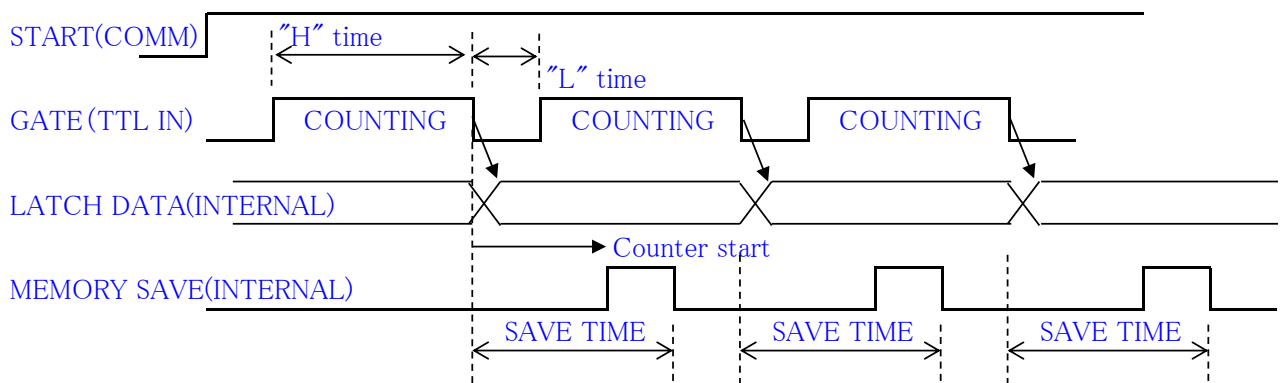 START(COMM)
"H" time
"L" time
GATE(TTL IN)
COUNTING
COUNTING
COUNTING
LATCH DATA(INTERNAL)
Counter start
MEMORY SAVE(INTERNAL)
SAVE TIME
SAVE TIME
SAVE TIME